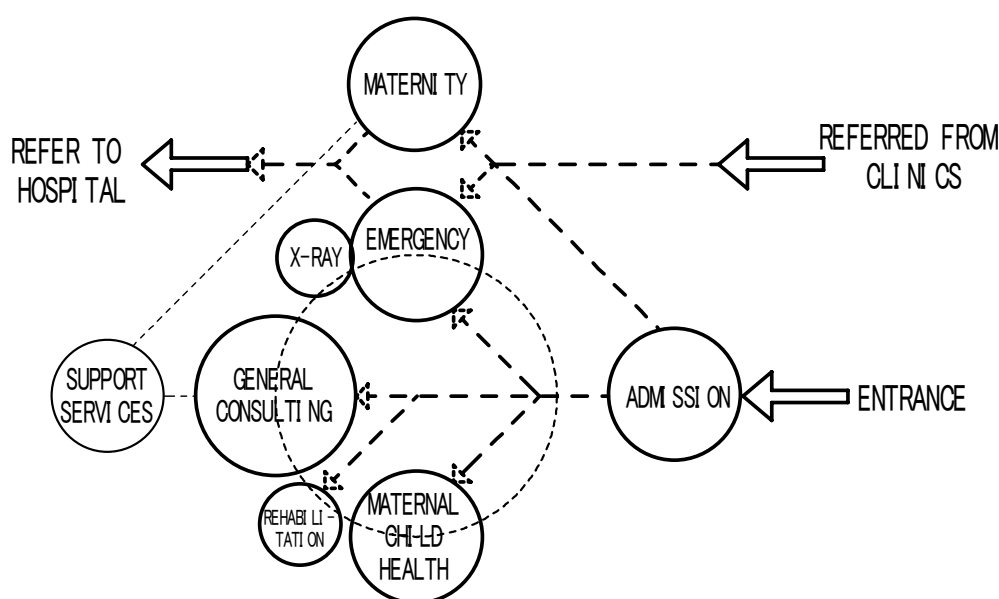 MATERNITY
REFER TO
HOSPITAL
REFERRED FROM
CLINICS
EMERGENCY
X-RAY
SUPPORT
SERVICES
GENERAL
CONSULTING
ADMISSION
ENTRANCE
REHABILI-
TATION
MATERNAL
CHILD
HEALTH